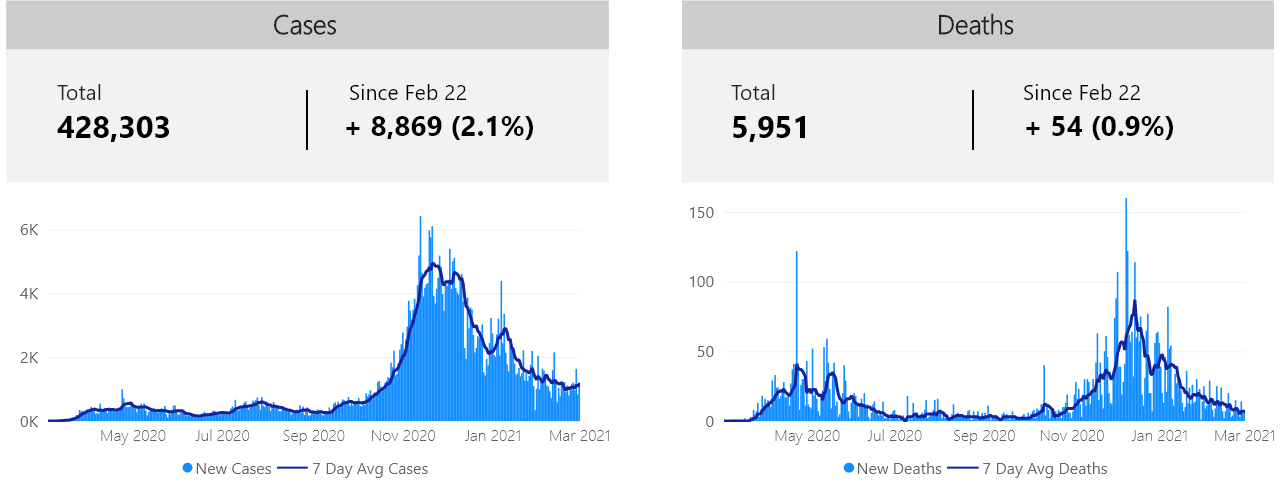 Cases
Total
Since Feb 22
428,303
+ 8,869 (2.1%)
6K
4K
2K
0K
May 2020
Jul 2020
Sep 2020
Nov 2020
Jan 2021
Mar 2021
New Cases
7 Day Avg Cases
Deaths
Total
Since Feb 22
5,951
+ 54 (0.9%)
150
100
50
0
May 2020
Jul 2020
Sep 2020
Nov 2020
Jan 2021
Mar 2021
New Deaths
7 Day Avg Deaths